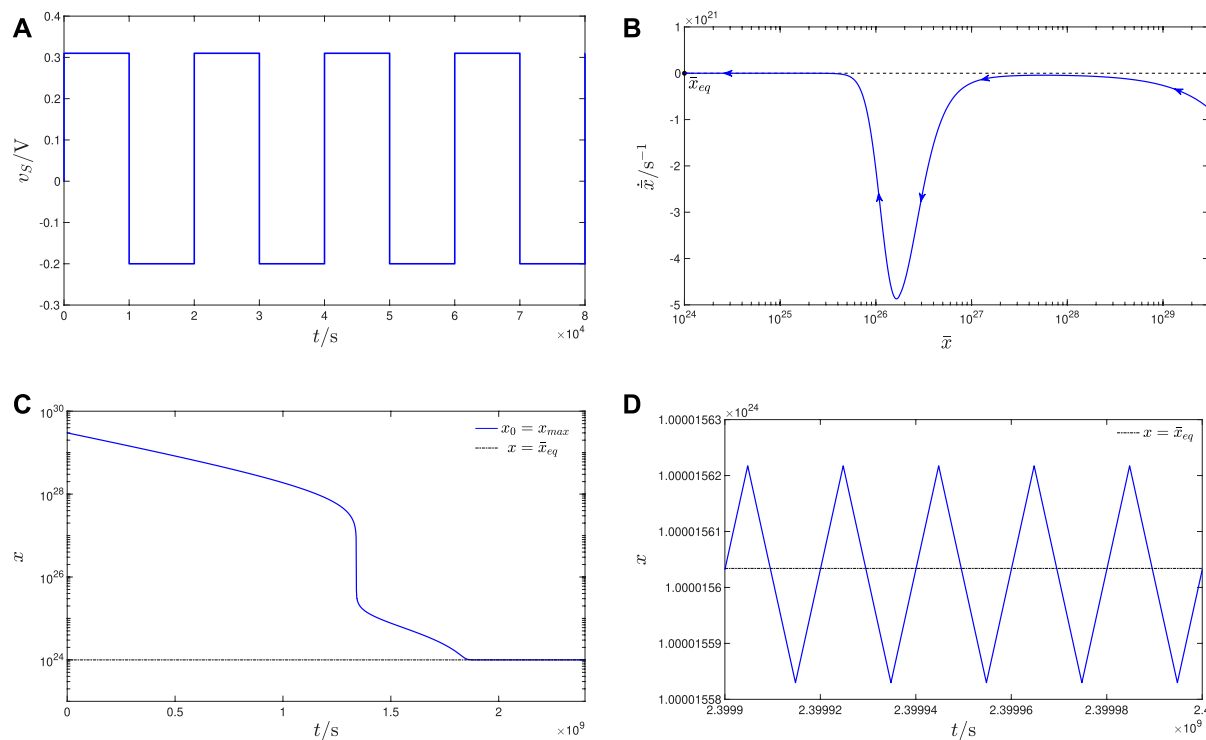 A
0.4
0.3
0.2
0.1
0
-0.1
-0.2
-0.3
v_S/V
0 1 2 3 4 5 6 7 8
×10^4
t/s
B
×10^21
1
0
-1
-2
-3
-4
-5
x̄_eq
ẋ̄/s^−1
10^24 10^25 10^26 10^27 10^28 10^29
x̄
C
10^30
10^28
10^26
10^24
x
x_0 = x_max
x = x̄_eq
0 0.5 1 1.5 2
×10^9
t/s
D
×10^24
1.00001563
1.00001562
1.00001561
1.0000156
1.00001559
1.00001558
x
x = x̄_eq
2.3999 2.39992 2.39994 2.39996 2.39998 2.4
×10^9
t/s